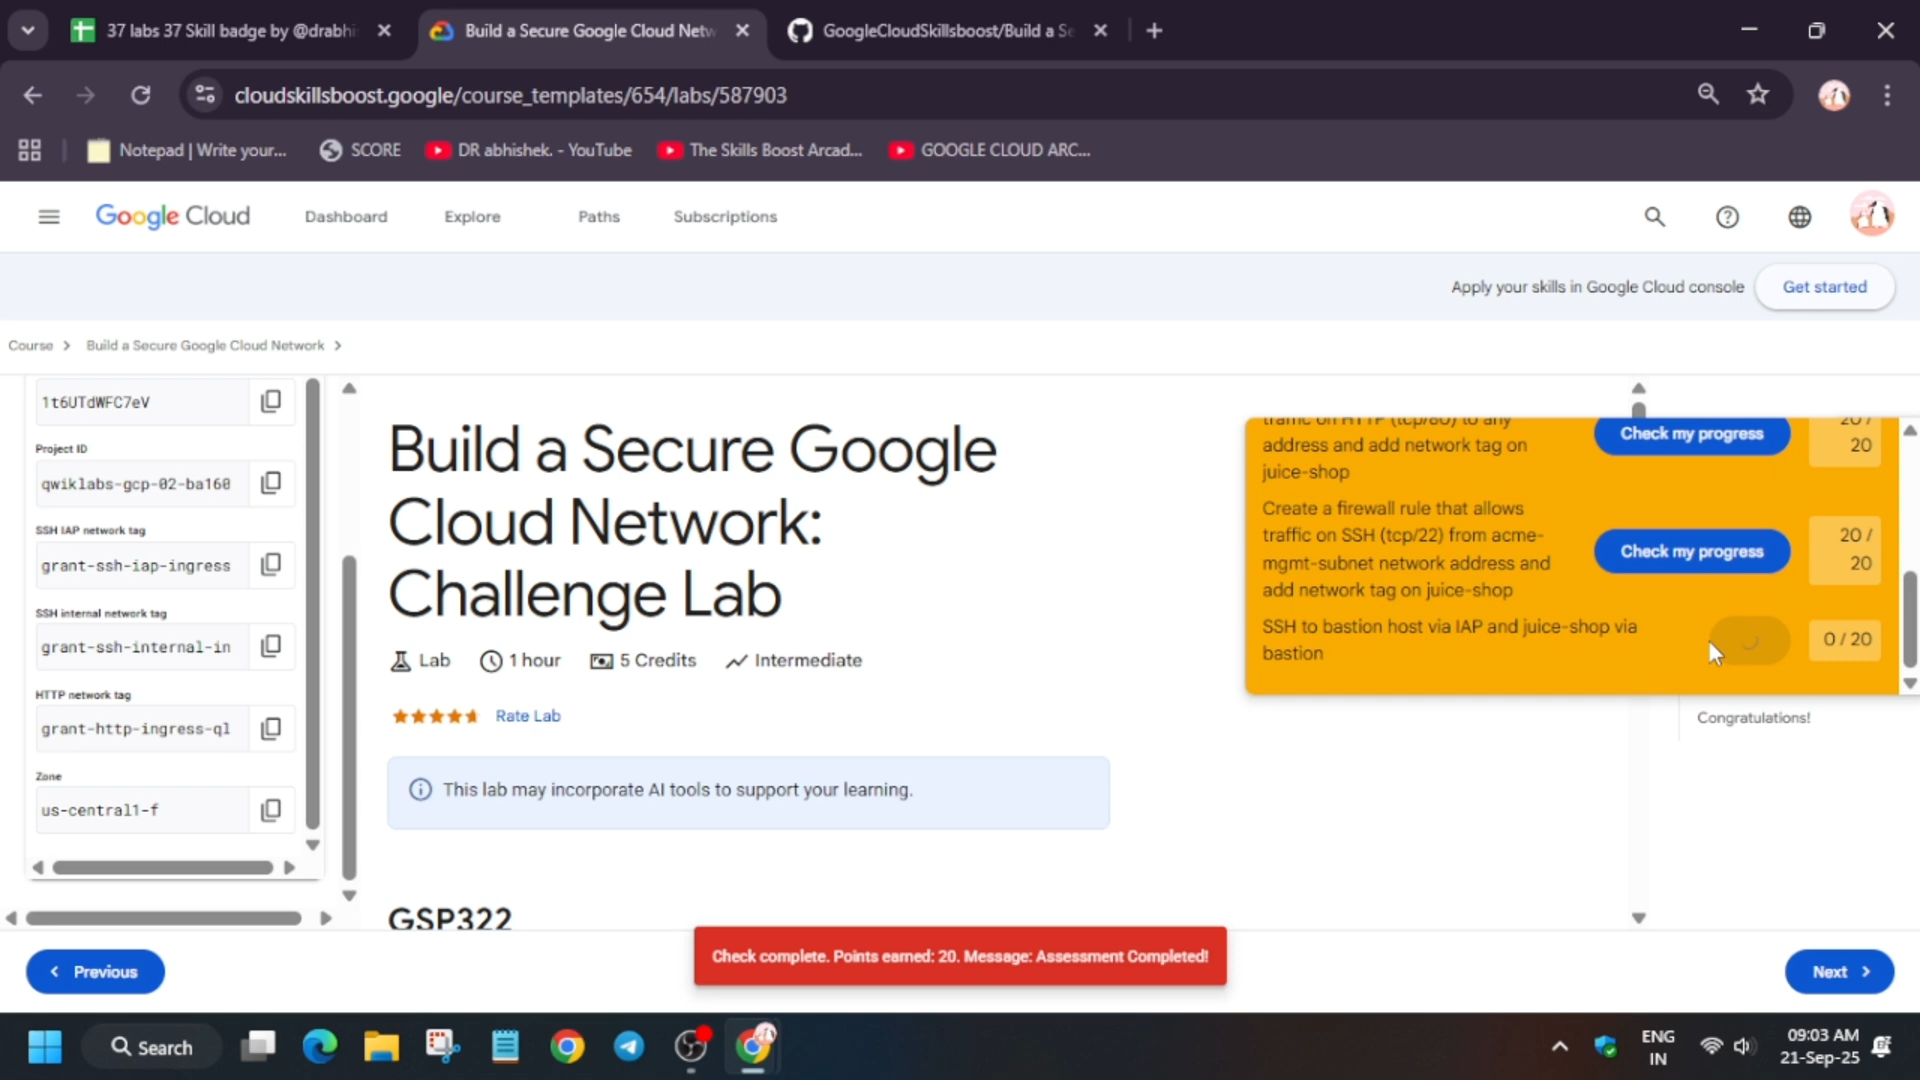 37 labs 37 Skill badge by @drabhi
Build a Secure Google Cloud Netw
GoogleCloudSkillsboost/Build a Se
cloudskillsboost.google/course_templates/654/labs/587903
Notepad | Write your...
SCORE
DR abhishek. - YouTube
The Skills Boost Arcad...
GOOGLE CLOUD ARC...
Google Cloud
Dashboard
Explore
Paths
Subscriptions
Apply your skills in Google Cloud console
Get started
Course
Build a Secure Google Cloud Network
1t6UTdWFC7eV
Project ID
qwiklabs-gcp-02-ba160
SSH IAP network tag
grant-ssh-iap-ingress
SSH internal network tag
grant-ssh-internal-in
HTTP network tag
grant-http-ingress-ql
Zone
us-central1-f
Build a Secure Google
Cloud Network:
Challenge Lab
Lab
1 hour
5 Credits
Intermediate
Rate Lab
This lab may incorporate AI tools to support your learning.
GSP322
traffic on HTTP (tcp/80) to any
address and add network tag on
juice-shop
Check my progress
20 /
20
Create a firewall rule that allows
traffic on SSH (tcp/22) from acme-
mgmt-subnet network address and
add network tag on juice-shop
Check my progress
20 /
20
SSH to bastion host via IAP and juice-shop via
bastion
0 / 20
Congratulations!
Previous
Check complete. Points earned: 20. Message: Assessment Completed!
Next
Search
ENG
IN
09:03 AM
21-Sep-25